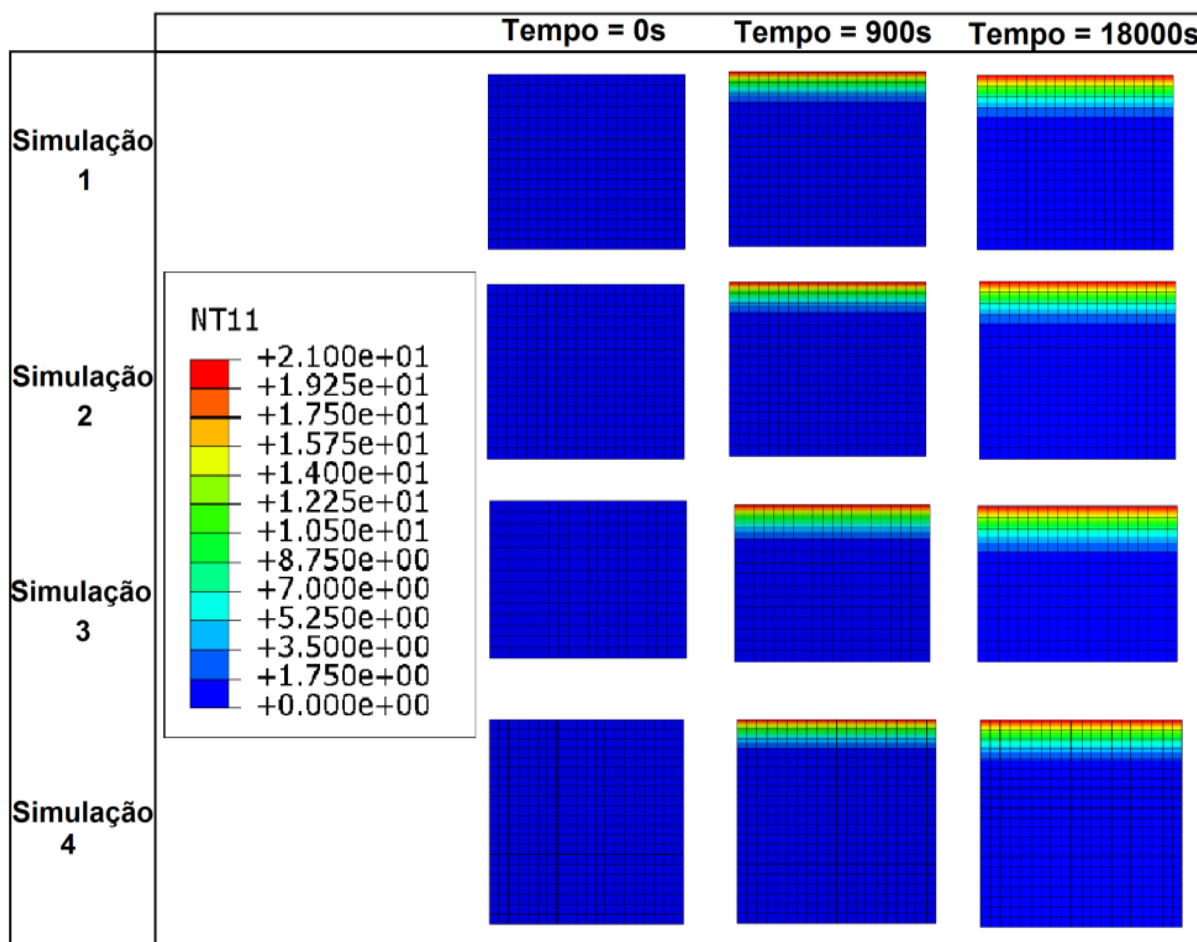 Tempo = 0s Tempo = 900s Tempo = 18000s
Simulação
1
NT11
+2.100e+01
+1.925e+01
+1.750e+01
+1.575e+01
+1.400e+01
+1.225e+01
+1.050e+01
+8.750e+00
+7.000e+00
+5.250e+00
+3.500e+00
+1.750e+00
+0.000e+00
Simulação
2
Simulação
3
Simulação
4